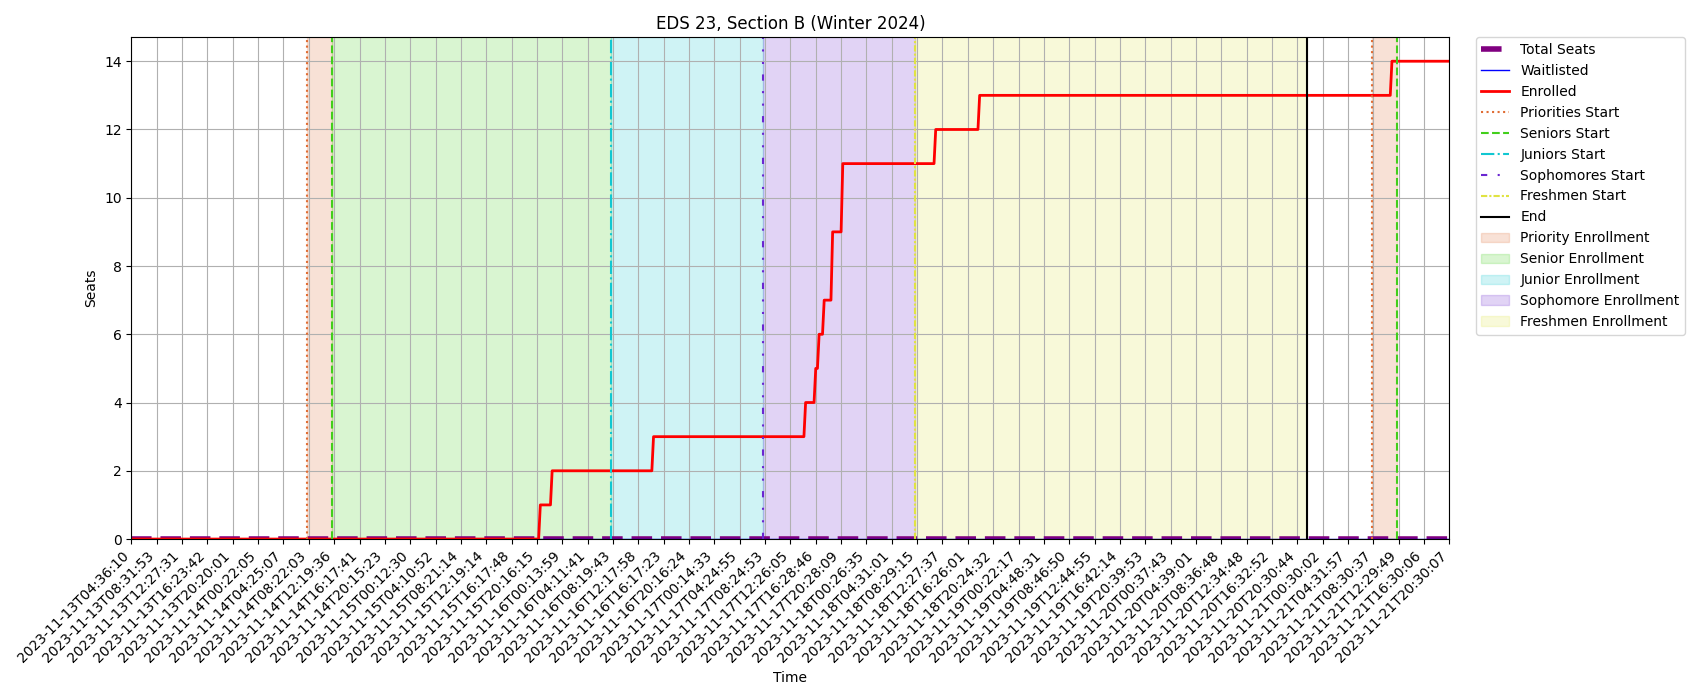 EDS 23, Section B (Winter 2024)
14
12
10
8
6
4
2
0
Seats
2023-11-13T04:36:10
2023-11-13T08:31:53
2023-11-13T12:27:31
2023-11-13T16:23:42
2023-11-13T20:20:01
2023-11-14T00:22:05
2023-11-14T04:25:07
2023-11-14T08:22:03
2023-11-14T12:19:36
2023-11-14T16:17:41
2023-11-14T20:15:23
2023-11-15T00:12:30
2023-11-15T04:10:52
2023-11-15T08:21:14
2023-11-15T12:19:14
2023-11-15T16:17:48
2023-11-15T20:16:15
2023-11-16T00:13:59
2023-11-16T04:11:41
2023-11-16T08:19:43
2023-11-16T12:17:58
2023-11-16T16:17:23
2023-11-16T20:16:24
2023-11-17T00:14:33
2023-11-17T04:24:55
2023-11-17T08:24:53
2023-11-17T12:26:05
2023-11-17T16:28:46
2023-11-17T20:28:09
2023-11-18T00:26:35
2023-11-18T04:31:01
2023-11-18T08:29:15
2023-11-18T12:27:37
2023-11-18T16:26:01
2023-11-18T20:24:32
2023-11-19T00:22:17
2023-11-19T04:48:31
2023-11-19T08:46:50
2023-11-19T12:44:55
2023-11-19T16:42:14
2023-11-19T20:39:53
2023-11-20T00:37:43
2023-11-20T04:39:01
2023-11-20T08:36:48
2023-11-20T12:34:48
2023-11-20T16:32:52
2023-11-20T20:30:44
2023-11-21T00:30:02
2023-11-21T04:31:57
2023-11-21T08:30:37
2023-11-21T12:29:49
2023-11-21T16:30:06
2023-11-21T20:30:07
Time
Total Seats
Waitlisted
Enrolled
Priorities Start
Seniors Start
Juniors Start
Sophomores Start
Freshmen Start
End
Priority Enrollment
Senior Enrollment
Junior Enrollment
Sophomore Enrollment
Freshmen Enrollment